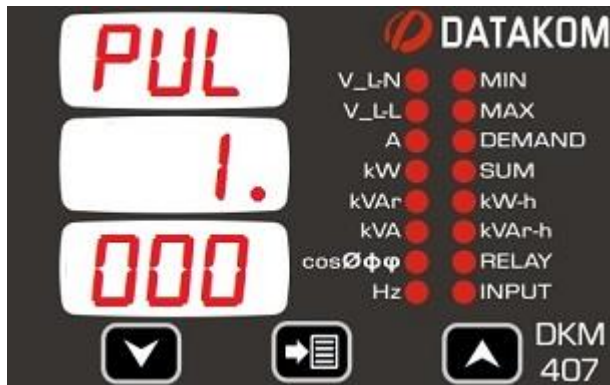 PUL
1.
000
DATAKOM
V_L-N MIN
V_L-L MAX
A DEMAND
kW SUM
kVAr kW-h
kVA kVAr-h
cosØфφ RELAY
Hz INPUT
DKM
407